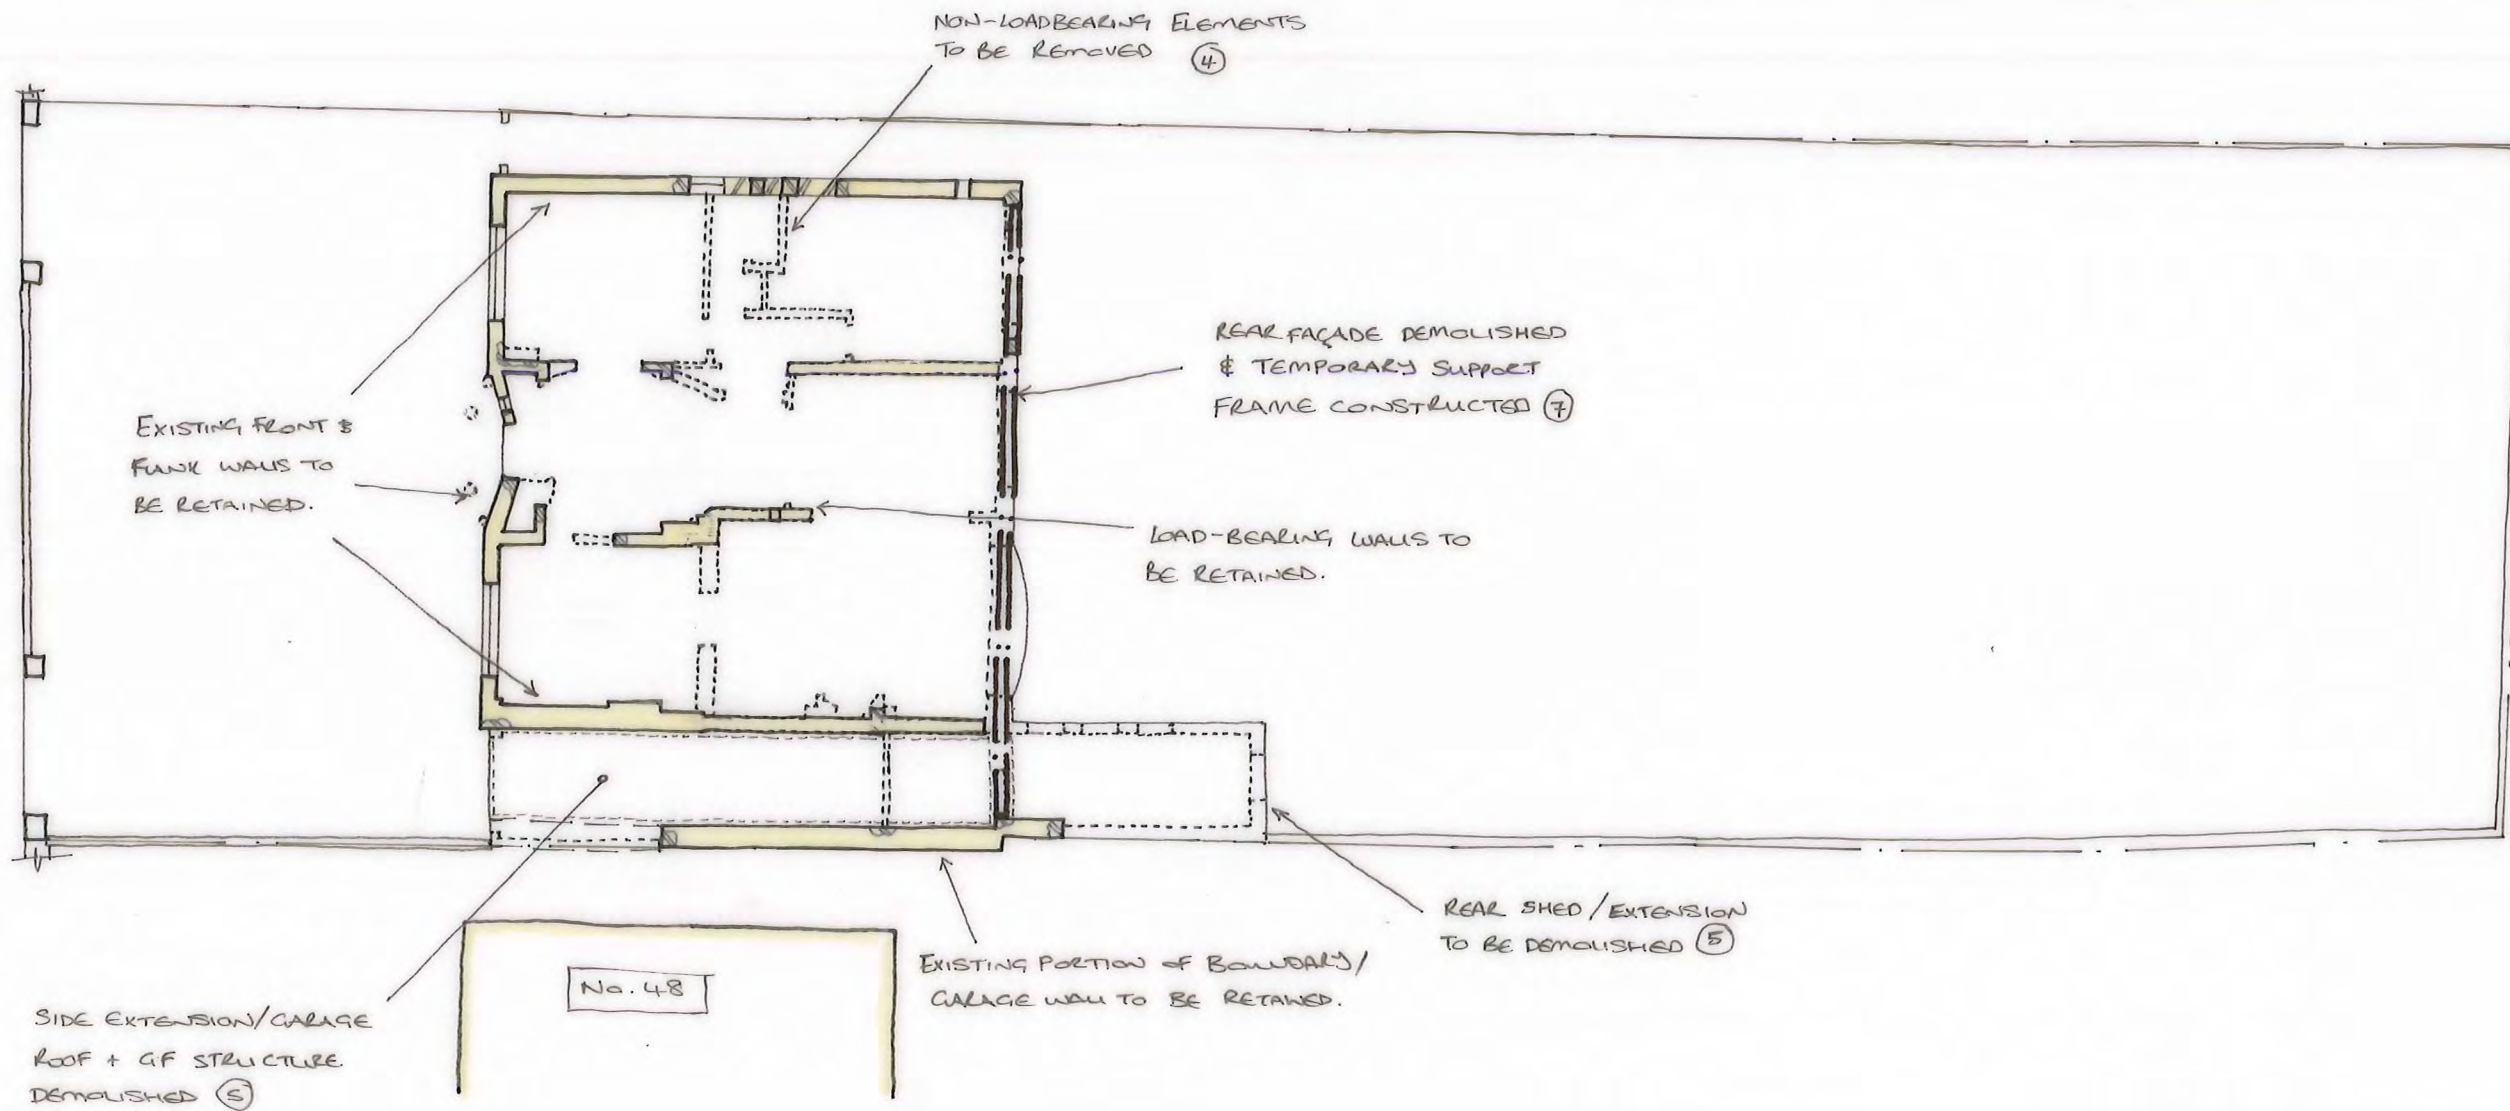 NON-LOADBEARING ELEMENTS
TO BE REMOVED ④
REAR FAÇADE DEMOLISHED
& TEMPORARY SUPPORT
FRAME CONSTRUCTED ⑦
EXISTING FRONT &
FLANK WALLS TO
BE RETAINED.
LOAD-BEARING WALLS TO
BE RETAINED.
REAR SHED/EXTENSION
TO BE DEMOLISHED ⑤
EXISTING PORTION OF BOUNDARY/
GARAGE WALL TO BE RETAINED.
No. 48
SIDE EXTENSION/GARAGE
ROOF + GF STRUCTURE
DEMOLISHED ⑤